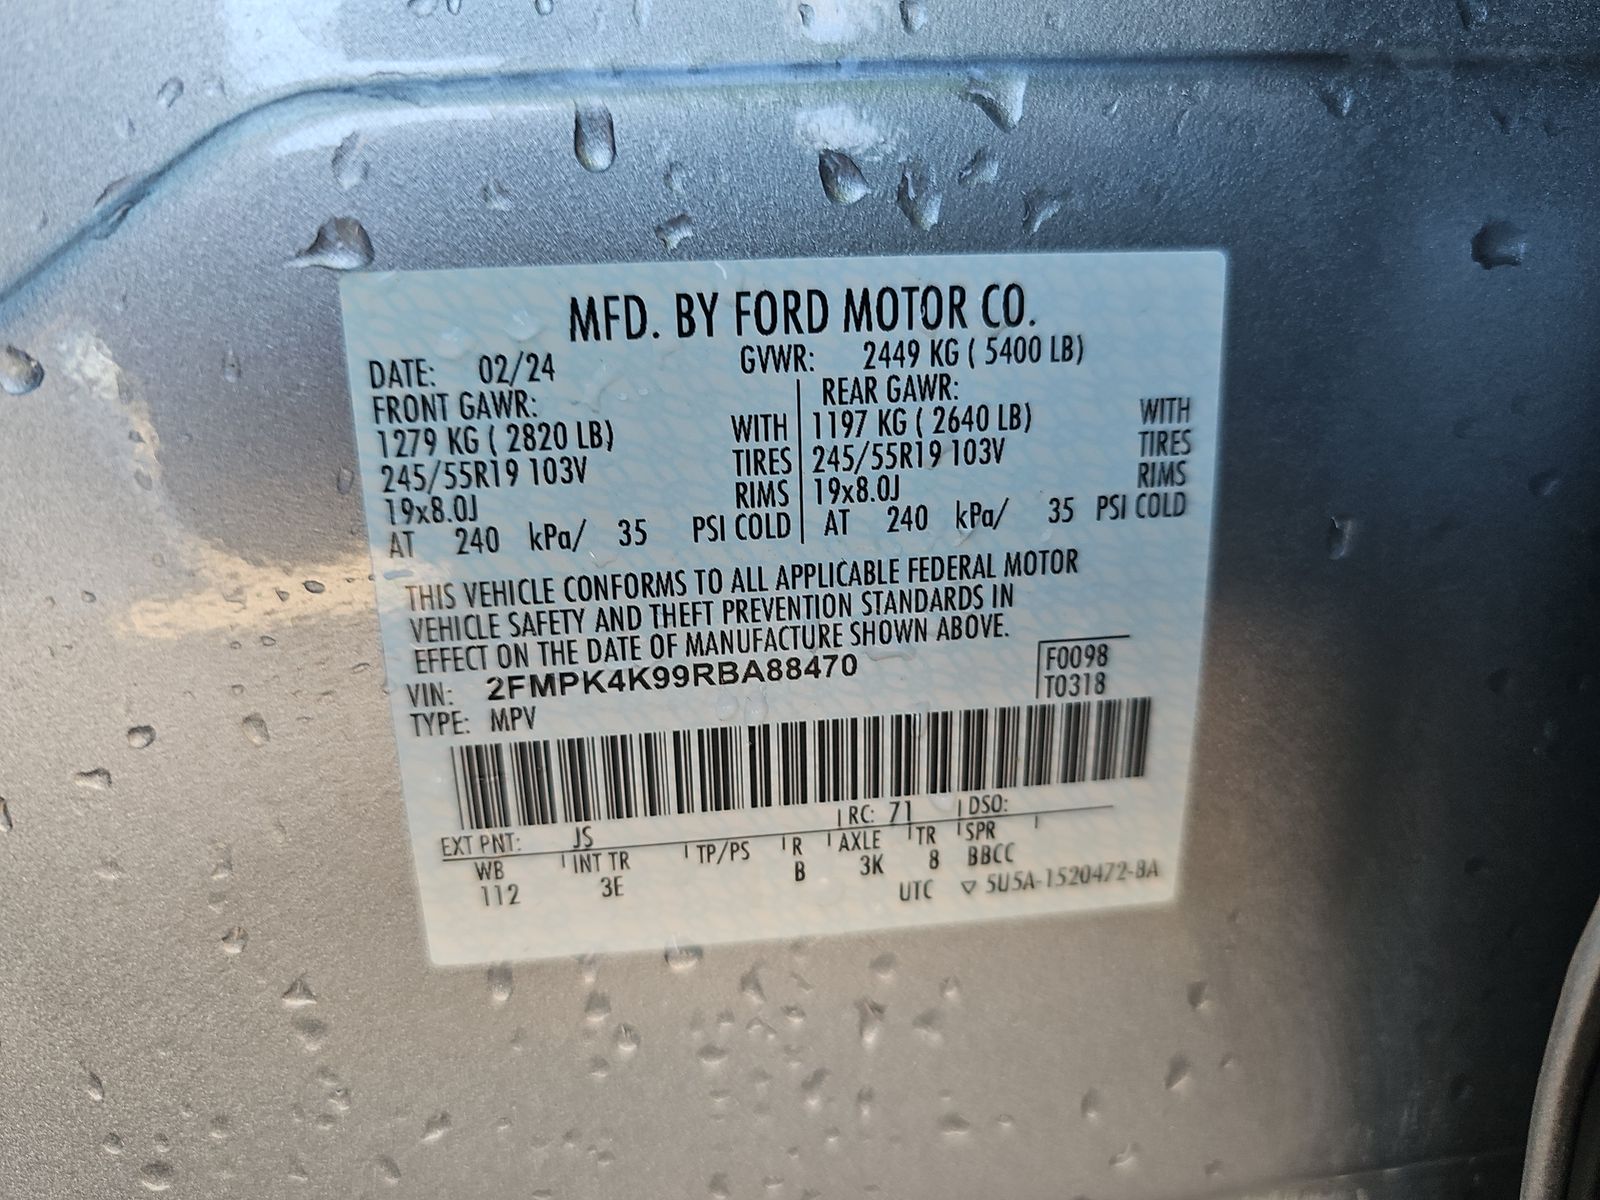 MFD. BY FORD MOTOR CO.
DATE: 02/24 GVWR: 2449 KG ( 5400 LB)
FRONT GAWR: REAR GAWR:
1279 KG ( 2820 LB) WITH 1197 KG ( 2640 LB) WITH
245/55R19 103V TIRES 245/55R19 103V TIRES
19x8.0J RIMS 19x8.0J RIMS
AT 240 kPa/ 35 PSI COLD AT 240 kPa/ 35 PSI COLD
THIS VEHICLE CONFORMS TO ALL APPLICABLE FEDERAL MOTOR
VEHICLE SAFETY AND THEFT PREVENTION STANDARDS IN
EFFECT ON THE DATE OF MANUFACTURE SHOWN ABOVE.
VIN: 2FMPK4K99RBA88470 F0098
TYPE: MPV T0318
EXT PNT: JS RC: 71 DSO:
WB INT TR TP/PS R AXLE TR SPR
112 3E B 3K 8 BBCC
UTC ▽ 5U5A-1520472-BA